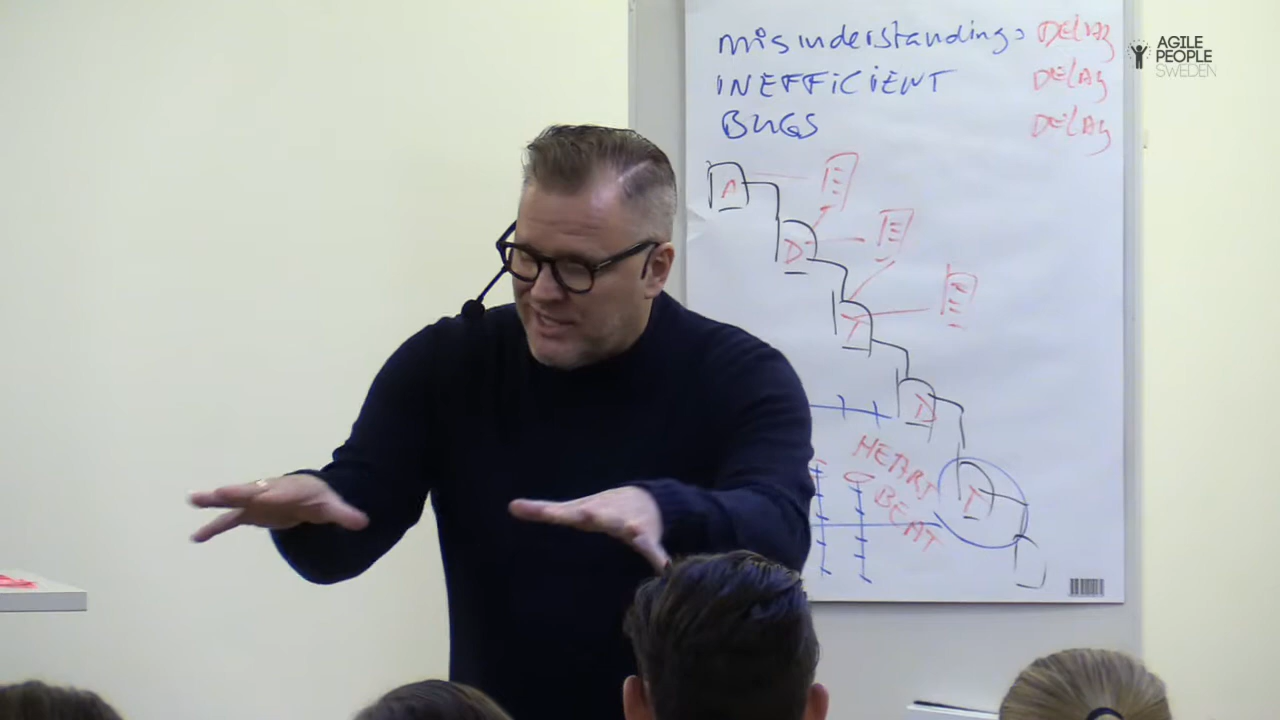 misunderstandings DELAY
INEFFICIENT DELAY
BUGS DELAY
A
D
T
D
T
HEART
BEAT
AGILE
PEOPLE
SWEDEN